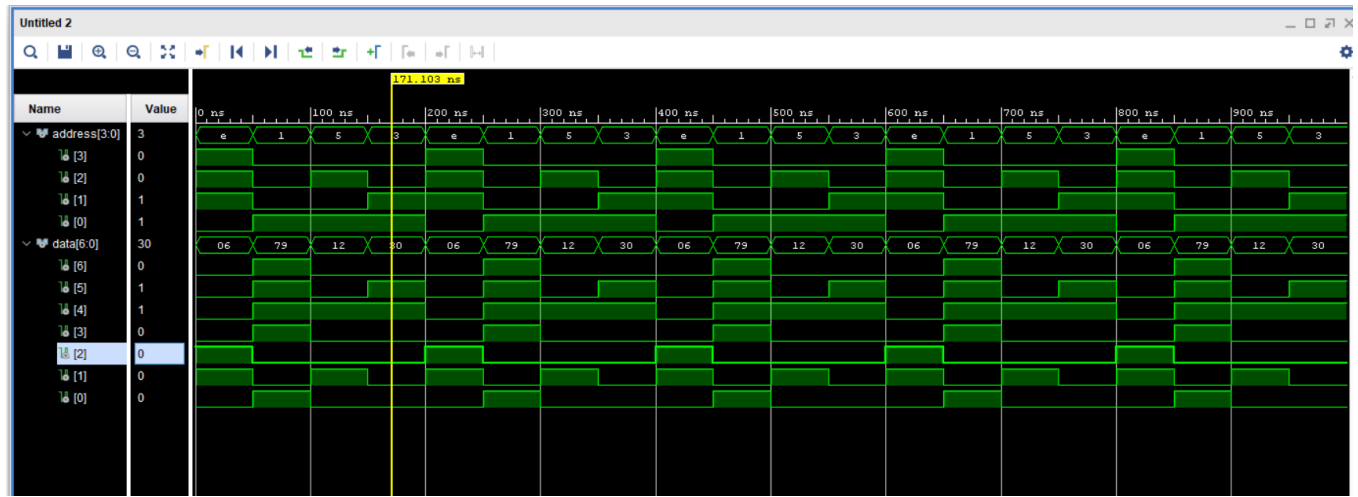 Untitled 2
171.103 ns
Name Value 0 ns 100 ns 200 ns 300 ns 400 ns 500 ns 600 ns 700 ns 800 ns 900 ns
address[3:0] 3 e 1 5 3 e 1 5 3 e 1 5 3 e 1 5 3 e 1 5 3
[3] 0
[2] 0
[1] 1
[0] 1
data[6:0] 30 06 79 12 30 06 79 12 30 06 79 12 30 06 79 12 30 06 79 12 30
[6] 0
[5] 1
[4] 1
[3] 0
[2] 0
[1] 0
[0] 0